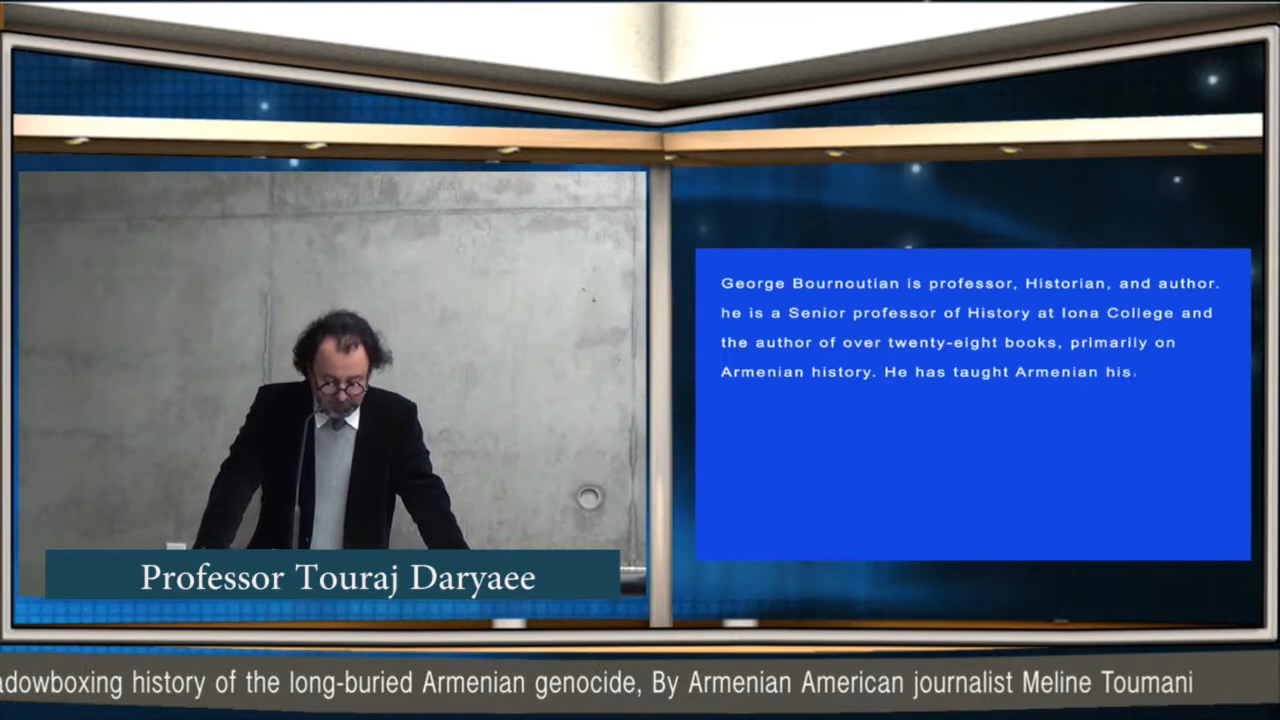 George Bournoutian is professor, Historian, and author.
he is a Senior professor of History at Iona College and
the author of over twenty-eight books, primarily on
Armenian history. He has taught Armenian his
Professor Touraj Daryaee
adowboxing history of the long-buried Armenian genocide, By Armenian American journalist Meline Toumani